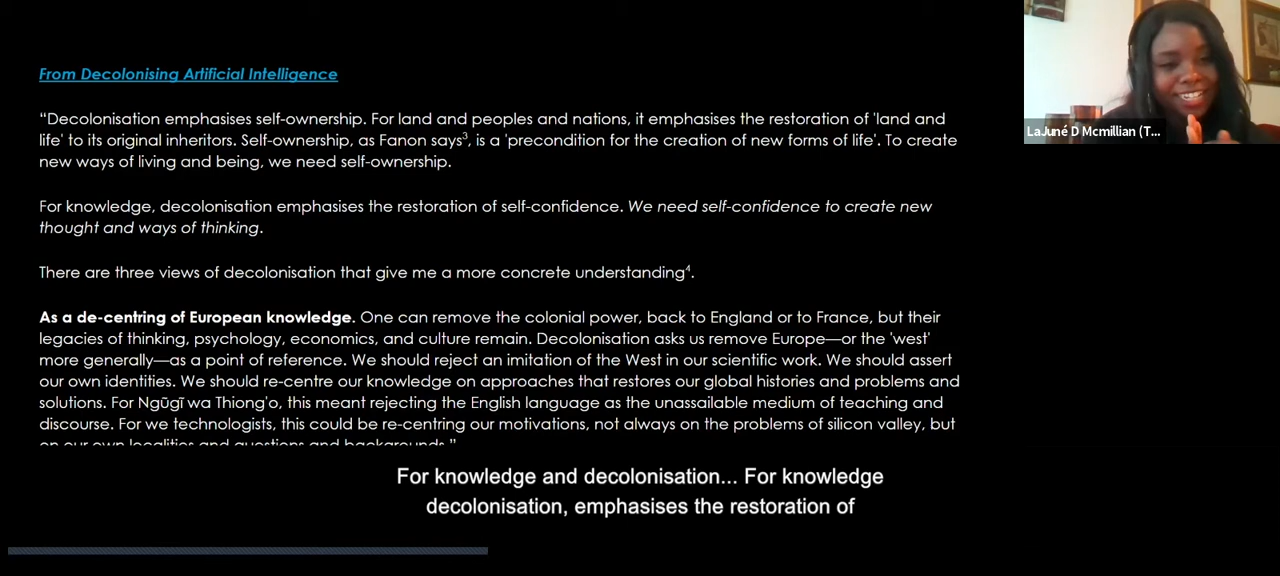 From Decolonising Artificial Intelligence
“Decolonisation emphasises self-ownership. For land and peoples and nations, it emphasises the restoration of 'land and
life' to its original inheritors. Self-ownership, as Fanon says³, is a 'precondition for the creation of new forms of life'. To create
new ways of living and being, we need self-ownership.
For knowledge, decolonisation emphasises the restoration of self-confidence. We need self-confidence to create new
thought and ways of thinking.
There are three views of decolonisation that give me a more concrete understanding⁴.
As a de-centring of European knowledge. One can remove the colonial power, back to England or to France, but their
legacies of thinking, psychology, economics, and culture remain. Decolonisation asks us remove Europe—or the 'west'
more generally—as a point of reference. We should reject an imitation of the West in our scientific work. We should assert
our own identities. We should re-centre our knowledge on approaches that restores our global histories and problems and
solutions. For Ngũgĩ wa Thiong'o, this meant rejecting the English language as the unassailable medium of teaching and
discourse. For we technologists, this could be re-centring our motivations, not always on the problems of silicon valley, but
on our own localities and questions and backgrounds.”
LaJuné D Mcmillian (T...
For knowledge and decolonisation... For knowledge
decolonisation, emphasises the restoration of